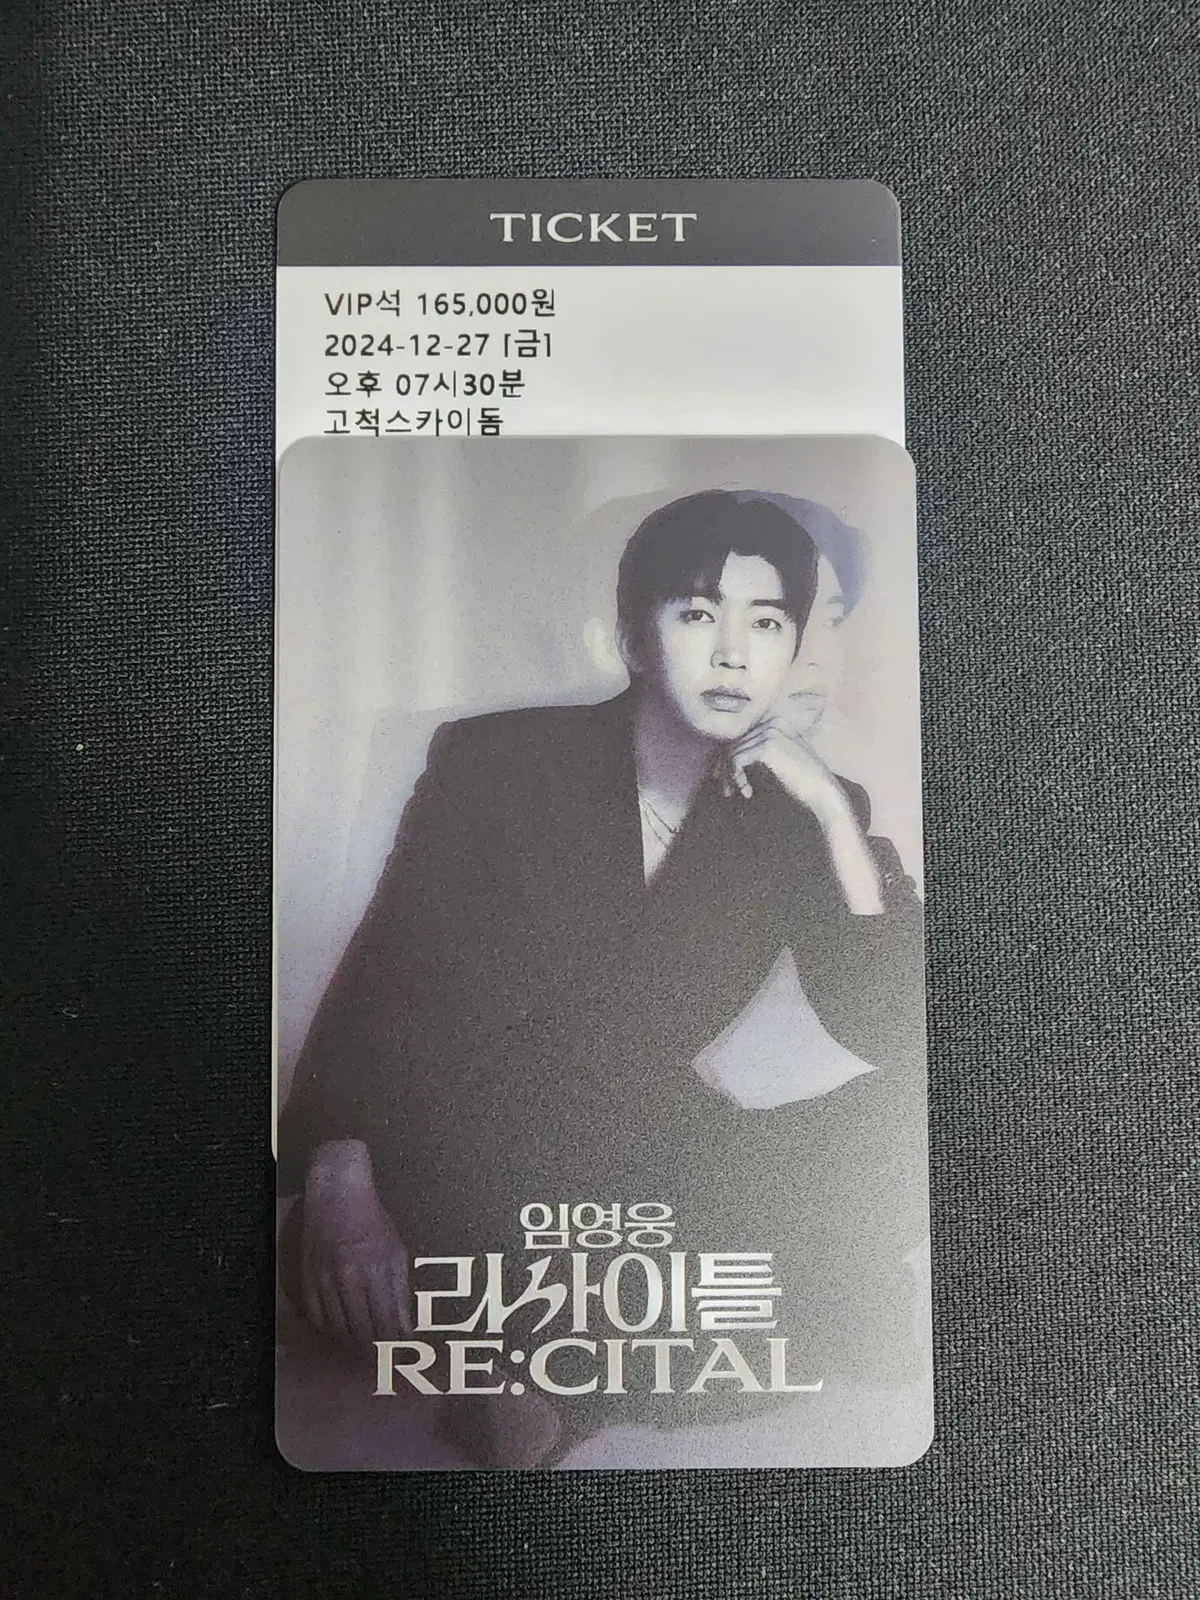 TICKET
VIP석 165,000원
2024-12-27 [금]
오후 07시30분
고척스카이돔
임영웅
리사이틀
RE:CITAL